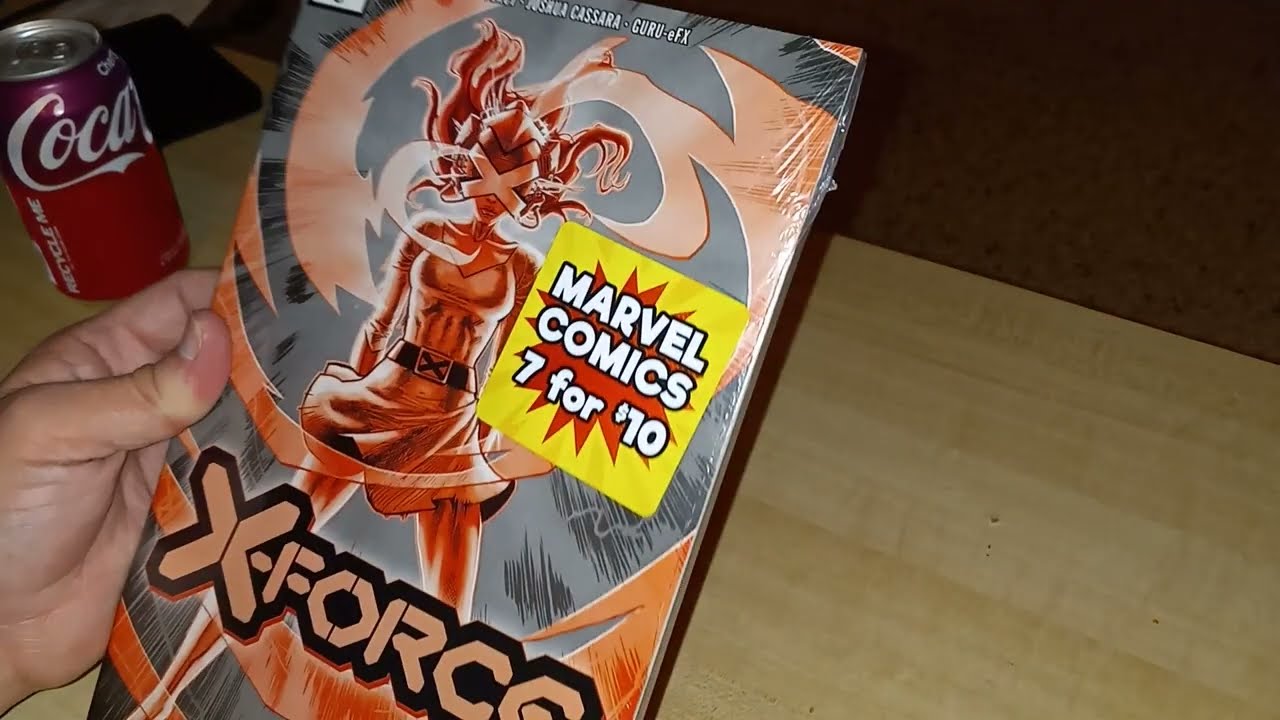 JOSHUA CASSARA · GURU-eFX
Coca
RECYCLE ME
MARVEL
COMICS
7 for $10
X-FORCE